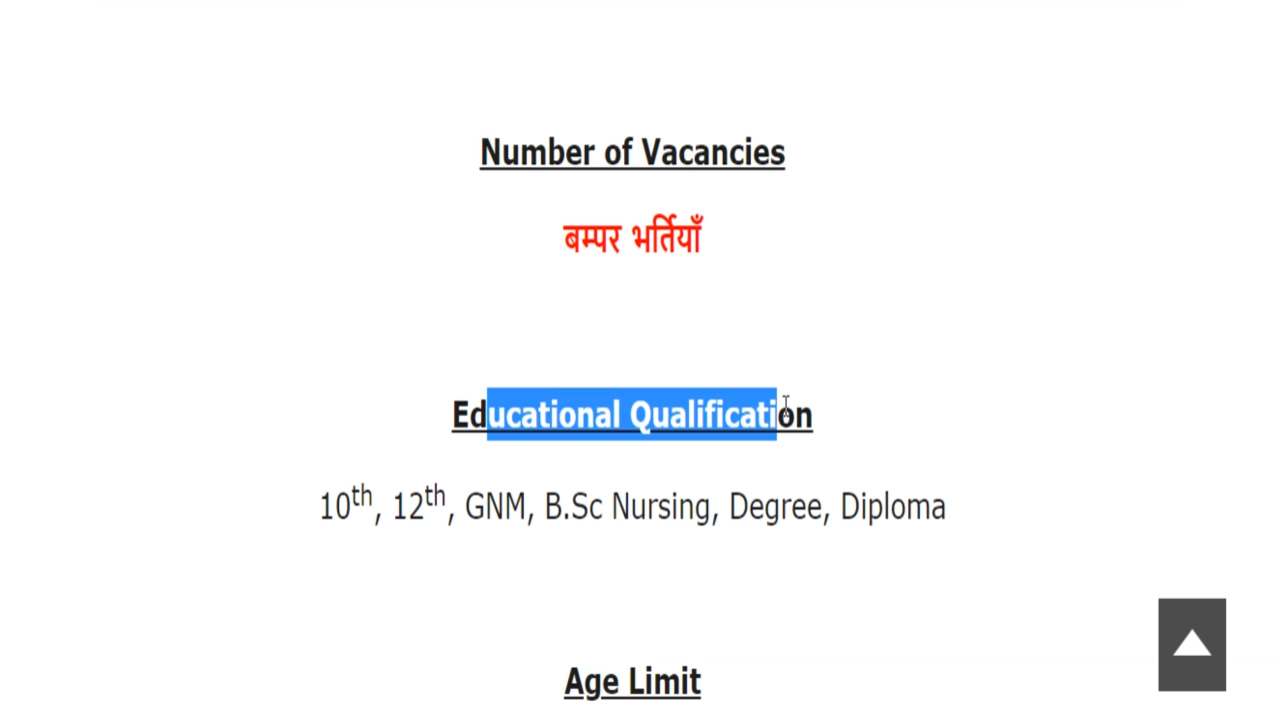 Number of Vacancies
बम्पर भर्तियाँ
Educational Qualification
10th, 12th, GNM, B.Sc Nursing, Degree, Diploma
Age Limit